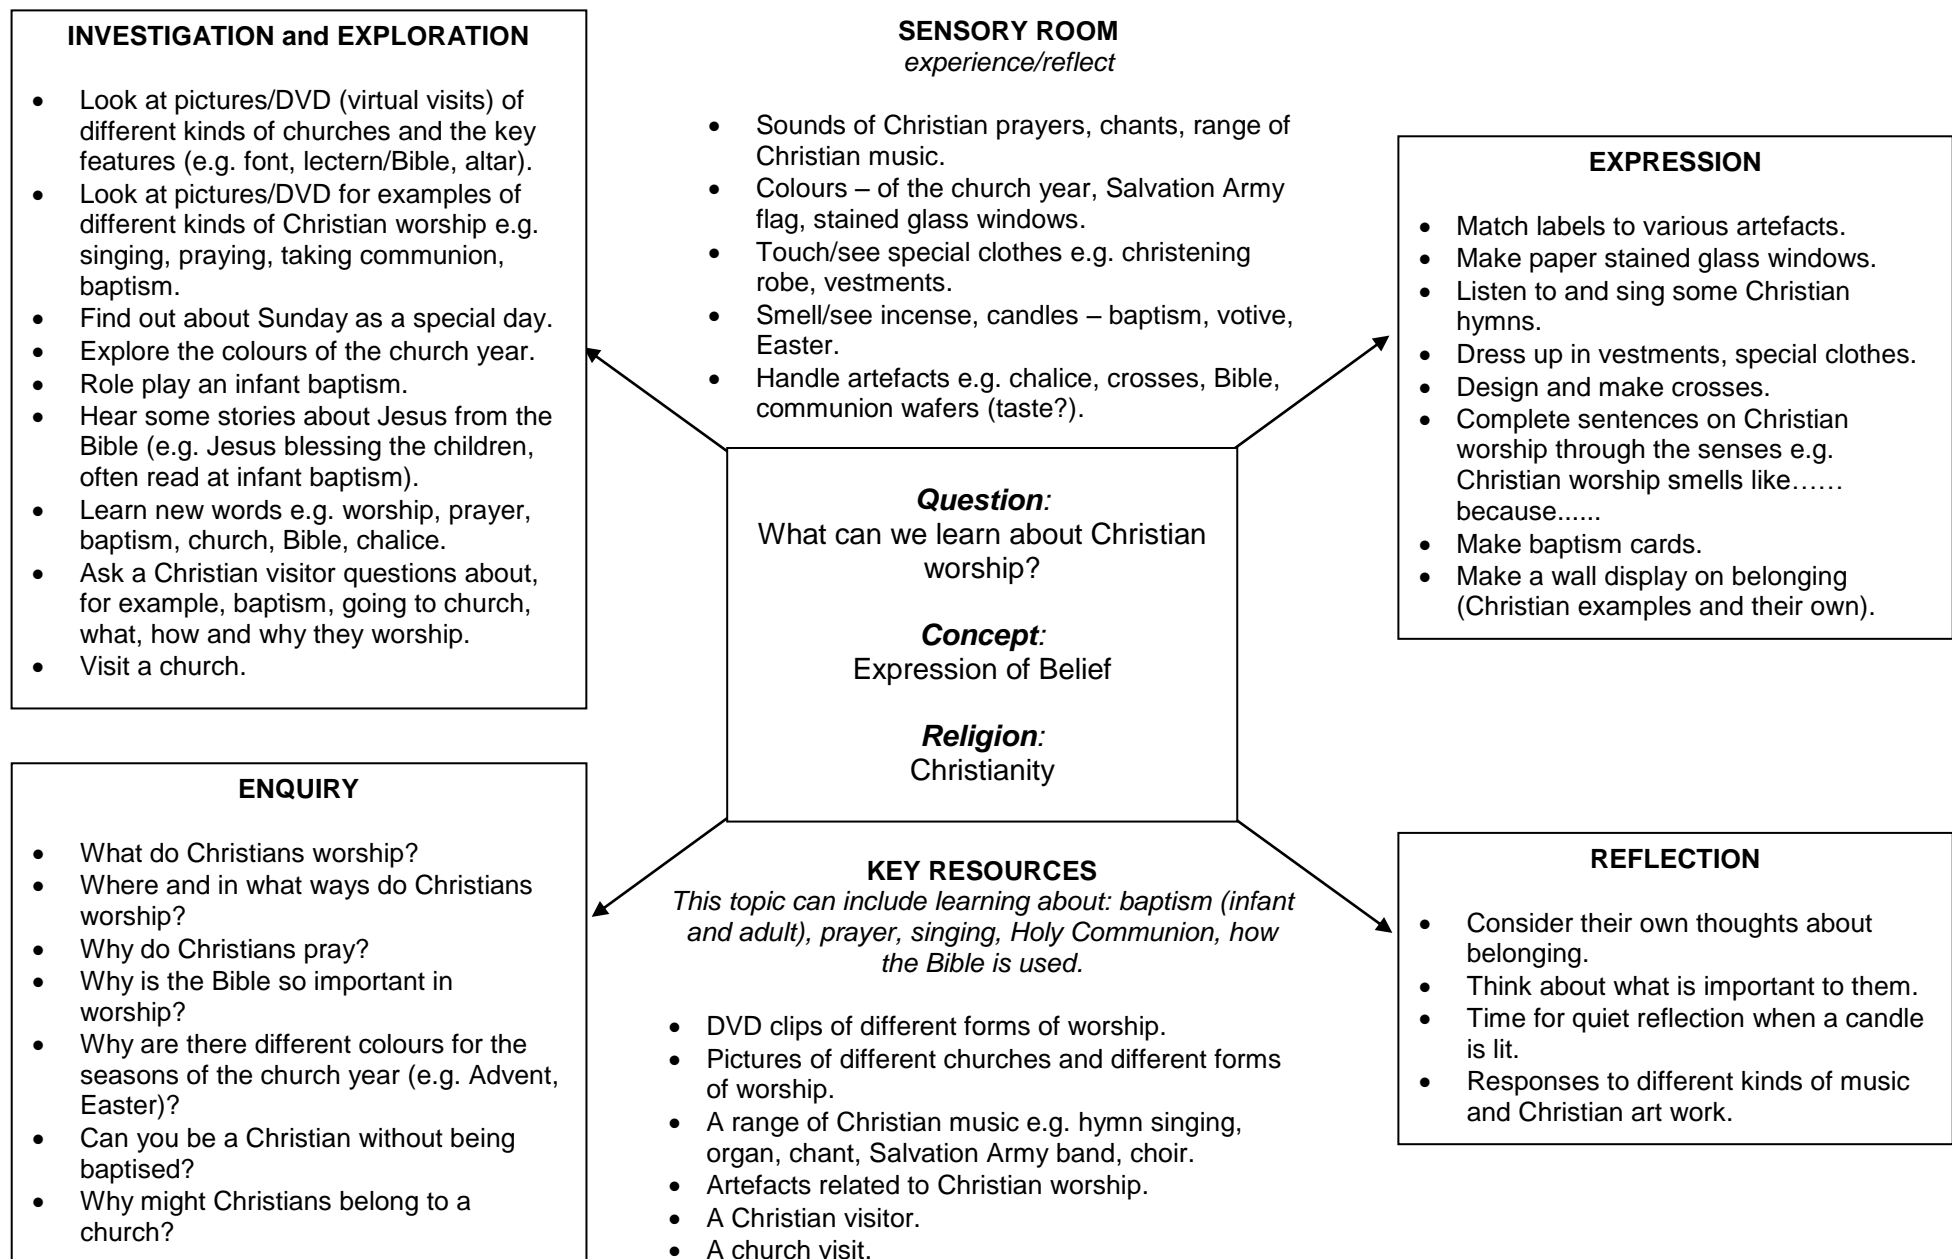 INVESTIGATION and EXPLORATION
• Look at pictures/DVD (virtual visits) of
different kinds of churches and the key
features (e.g. font, lectern/Bible, altar).
• Look at pictures/DVD for examples of
different kinds of Christian worship e.g.
singing, praying, taking communion,
baptism.
• Find out about Sunday as a special day.
• Explore the colours of the church year.
• Role play an infant baptism.
• Hear some stories about Jesus from the
Bible (e.g. Jesus blessing the children,
often read at infant baptism).
• Learn new words e.g. worship, prayer,
baptism, church, Bible, chalice.
• Ask a Christian visitor questions about,
for example, baptism, going to church,
what, how and why they worship.
• Visit a church.
SENSORY ROOM
experience/reflect
• Sounds of Christian prayers, chants, range of
Christian music.
• Colours – of the church year, Salvation Army
flag, stained glass windows.
• Touch/see special clothes e.g. christening
robe, vestments.
• Smell/see incense, candles – baptism, votive,
Easter.
• Handle artefacts e.g. chalice, crosses, Bible,
communion wafers (taste?).
EXPRESSION
• Match labels to various artefacts.
• Make paper stained glass windows.
• Listen to and sing some Christian
hymns.
• Dress up in vestments, special clothes.
• Design and make crosses.
• Complete sentences on Christian
worship through the senses e.g.
Christian worship smells like……
because......
• Make baptism cards.
• Make a wall display on belonging
(Christian examples and their own).
Question:
What can we learn about Christian
worship?
Concept:
Expression of Belief
Religion:
Christianity
ENQUIRY
• What do Christians worship?
• Where and in what ways do Christians
worship?
• Why do Christians pray?
• Why is the Bible so important in
worship?
• Why are there different colours for the
seasons of the church year (e.g. Advent,
Easter)?
• Can you be a Christian without being
baptised?
• Why might Christians belong to a
church?
KEY RESOURCES
This topic can include learning about: baptism (infant
and adult), prayer, singing, Holy Communion, how
the Bible is used.
• DVD clips of different forms of worship.
• Pictures of different churches and different forms
of worship.
• A range of Christian music e.g. hymn singing,
organ, chant, Salvation Army band, choir.
• Artefacts related to Christian worship.
• A Christian visitor.
• A church visit.
REFLECTION
• Consider their own thoughts about
belonging.
• Think about what is important to them.
• Time for quiet reflection when a candle
is lit.
• Responses to different kinds of music
and Christian art work.